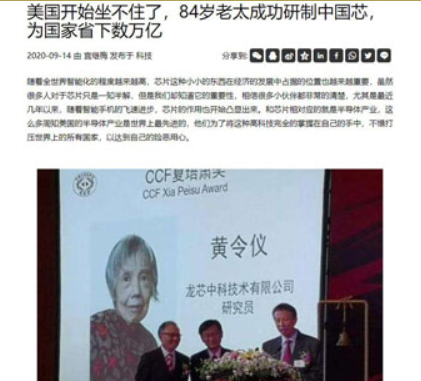 美国开始坐不住了，84岁老太成功研制中国芯，
为国家省下数万亿
2020-09-14 由 宣继梅 发布于 科技
分享到:
随着全世界智能化的程度越来越高，芯片这种小小的东西在经济的发展中占据的位置也越来越重要，虽然
很多人对于芯片只是一知半解，但是我们却知道它的重要性，相信很多小伙伴都非常的清楚，尤其是最近
几年以来，随着智能手机的飞速进步，芯片的作用也开始凸显出来。和芯片相对应的就是半导体产业，这
么多周知美国的半导体产业是世界上最先进的，他们为了将这种高科技完全的掌握在自己的手中，不惜打
压世界上的所有国家，以达到自己的险恶用心。
CCF夏培肃奖
CCF Xia Peisu Award
黄令仪
龙芯中科技术有限公司
研究员